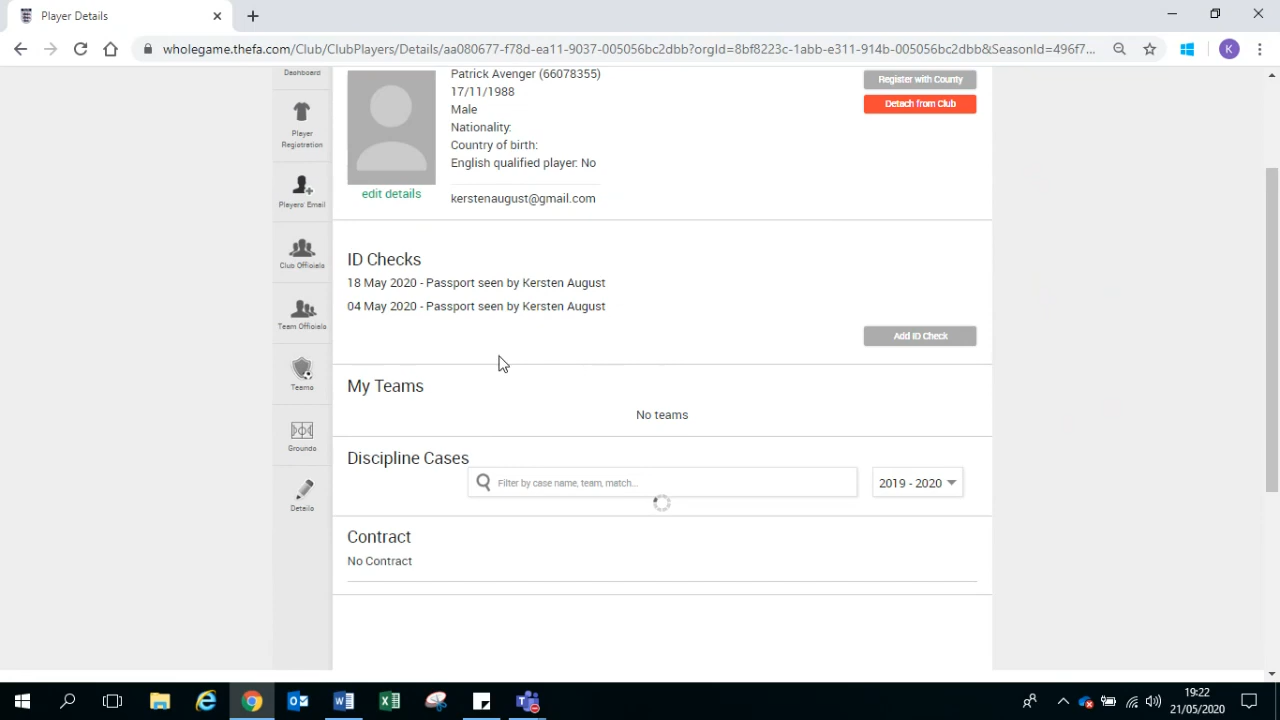 Player Details
wholegame.thefa.com/Club/ClubPlayers/Details/aa080677-f78d-ea11-9037-005056bc2dbb?orgId=8bf8223c-1abb-e311-914b-005056bc2dbb&SeasonId=496f7...
K
Dashboard
Patrick Avenger (66078355)
Register with County
17/11/1988
Detach from Club
Male
Nationality:
Country of birth:
English qualified player: No
edit details
kerstenaugust@gmail.com
Player
Registration
Players' Email
Club Officials
Team Officials
Teams
Grounds
Details
ID Checks
18 May 2020 - Passport seen by Kersten August
04 May 2020 - Passport seen by Kersten August
Add ID Check
My Teams
No teams
Discipline Cases
Filter by case name, team, match...
2019 - 2020
Contract
No Contract
19:22
21/05/2020